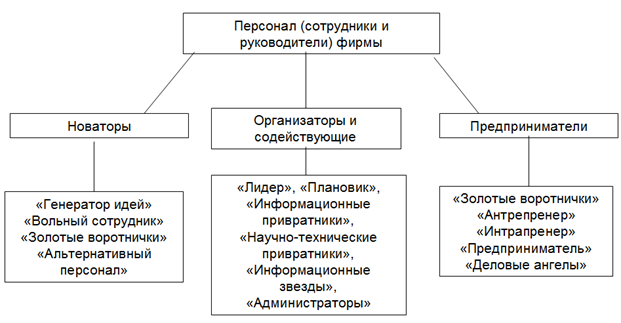 Персонал (сотрудники и
руководители) фирмы
Новаторы
Организаторы и
содействующие
Предприниматели
«Генератор идей»
«Вольный сотрудник»
«Золотые воротнички»
«Альтернативный
персонал»
«Лидер», «Плановик»,
«Информационные
привратники»,
«Научно-технические
привратники»,
«Информационные
звезды»,
«Администраторы»
«Золотые воротнички»
«Антрепренер»
«Интрапренер»
«Предприниматель»
«Деловые ангелы»